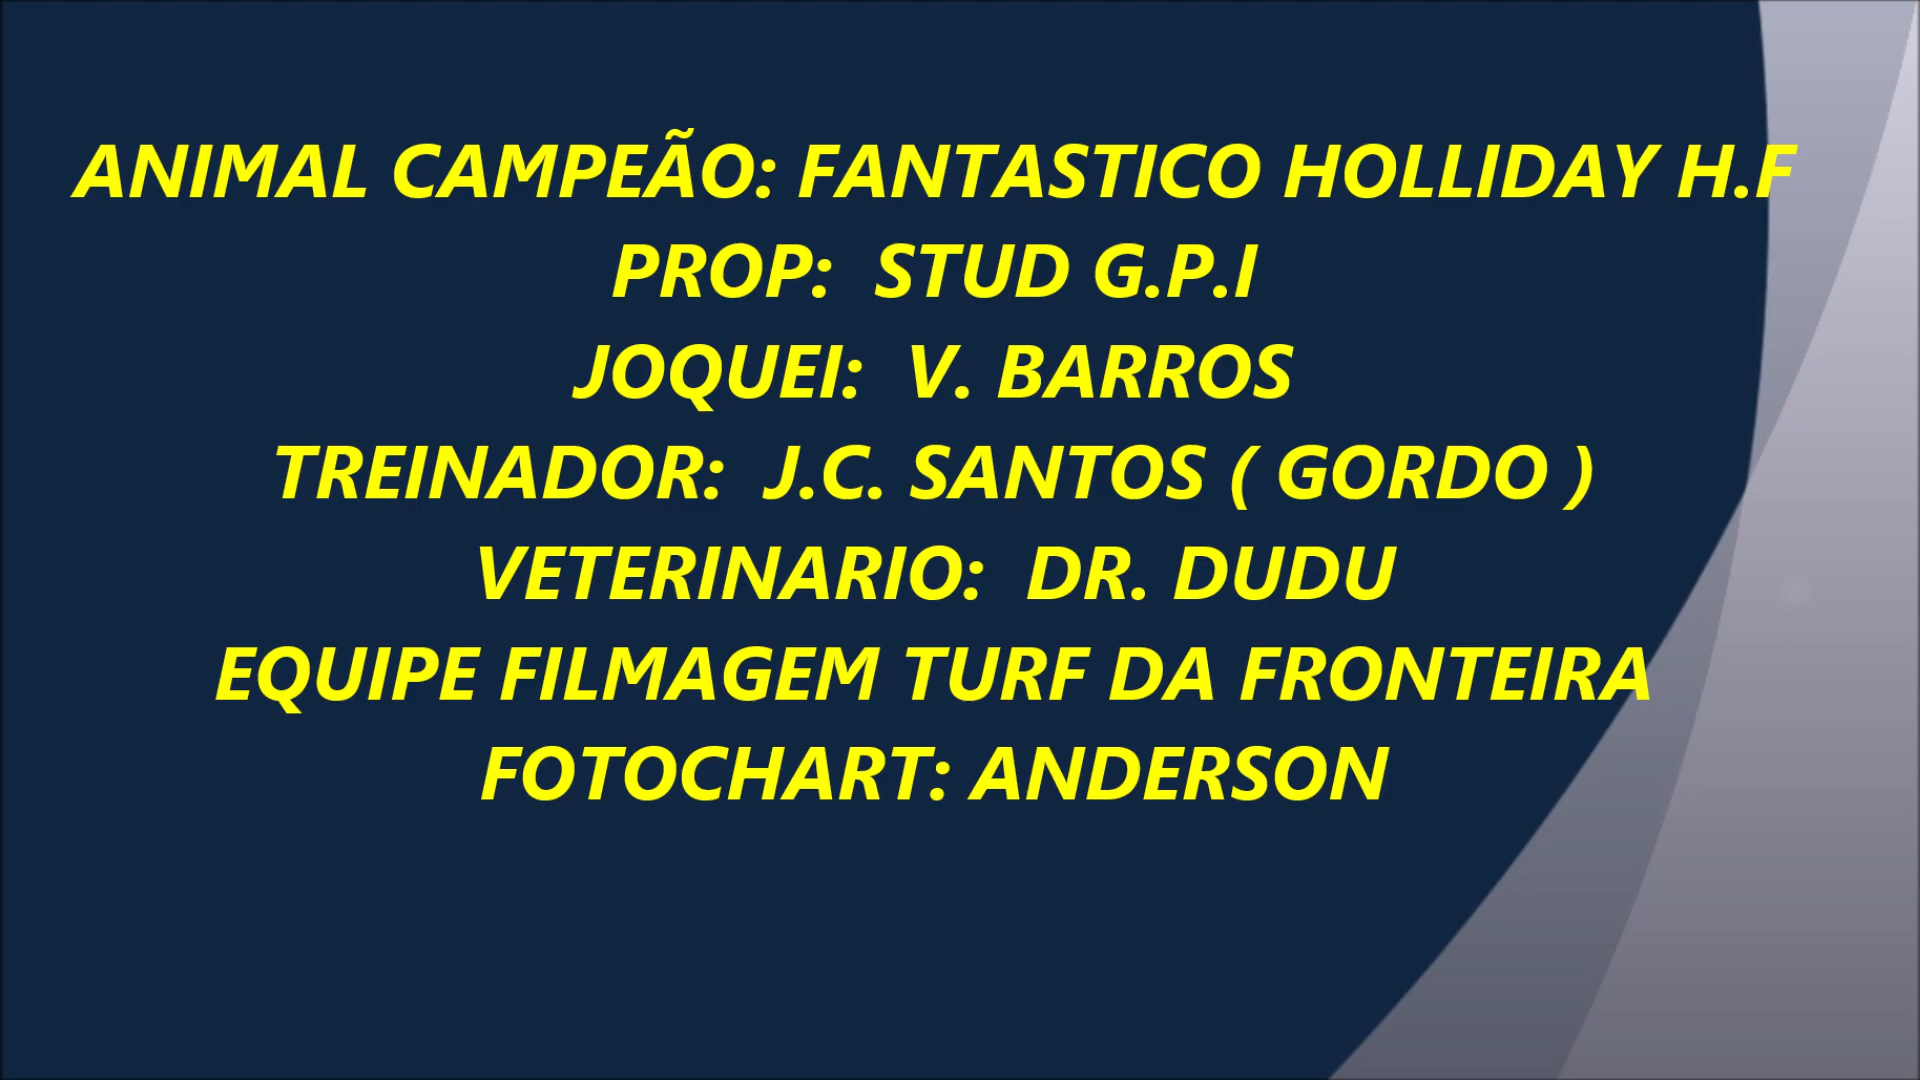 ANIMAL CAMPEÃO: FANTASTICO HOLLIDAY H.F
PROP: STUD G.P.I
JOQUEI: V. BARROS
TREINADOR: J.C. SANTOS ( GORDO )
VETERINARIO: DR. DUDU
EQUIPE FILMAGEM TURF DA FRONTEIRA
FOTOCHART: ANDERSON